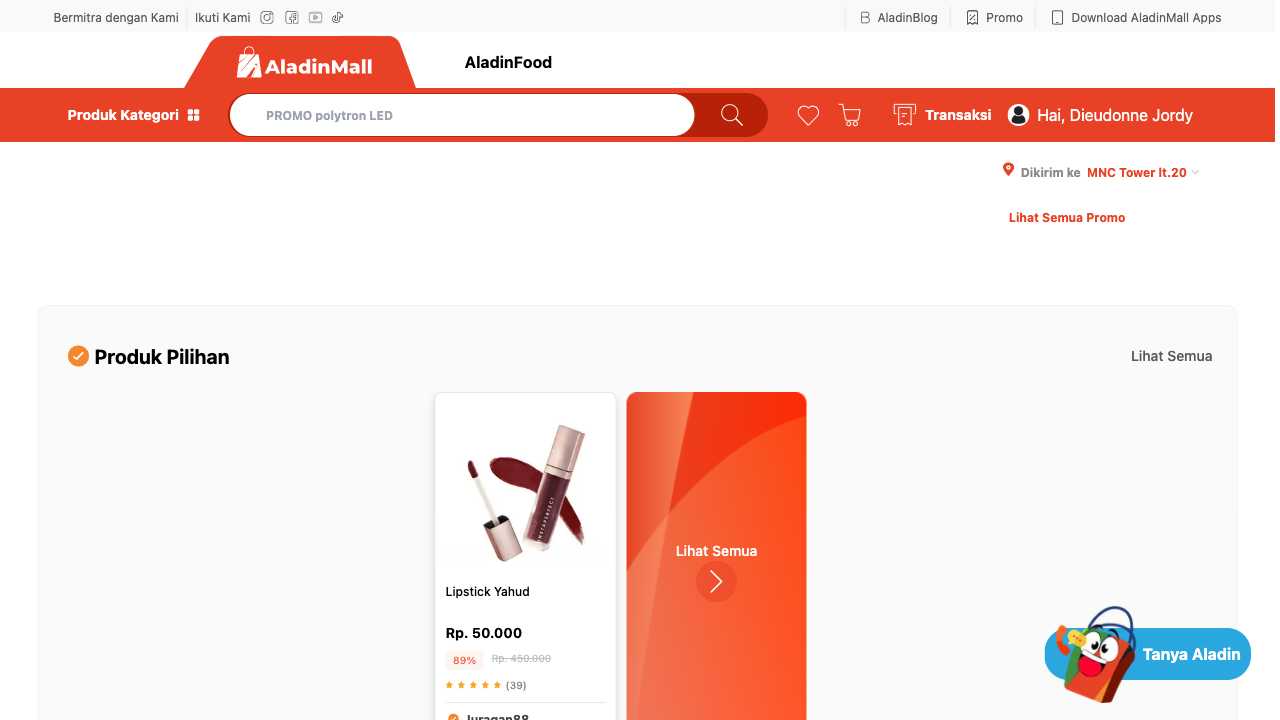 Bermitra dengan Kami
Ikuti Kami
AladinBlog
Promo
Download AladinMall Apps
AladinMall
AladinFood
Produk Kategori
PROMO polytron LED
Transaksi
Hai, Dieudonne Jordy
Dikirim ke MNC Tower lt.20
Lihat Semua Promo
Produk Pilihan
Lihat Semua
INSTAPERFECT
Lihat Semua
Lipstick Yahud
Rp. 50.000
89% Rp. 450.000
(39)
Juragan88
Tanya Aladin